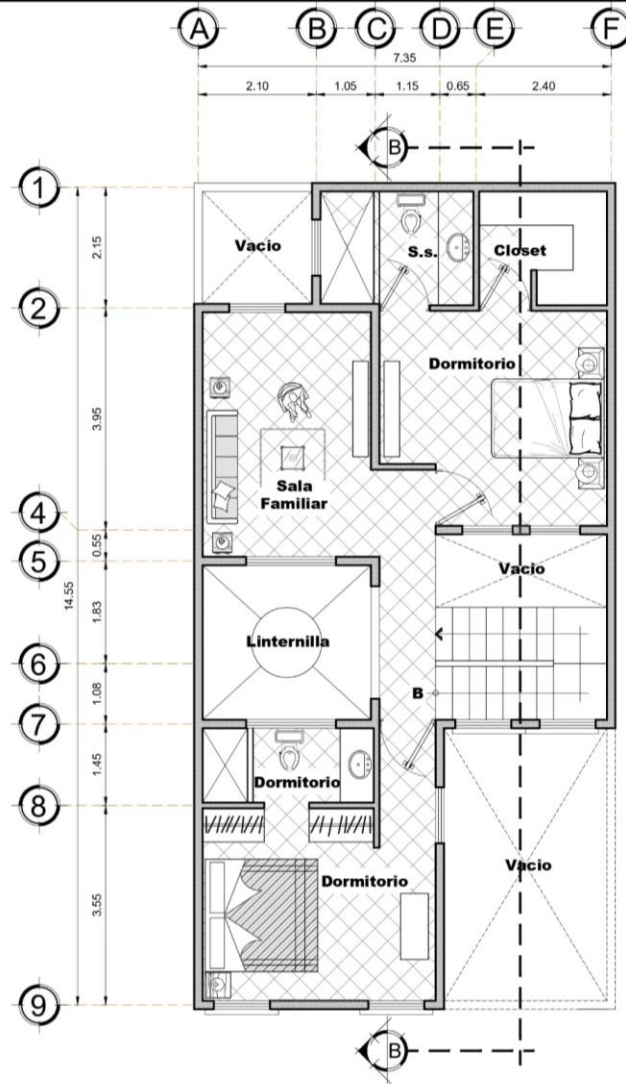 A B C D E F
7.35
2.10 1.05 1.15 0.65 2.40
B
1
2.15
Vacio
S.s.
Closet
2
Dormitorio
3.95
Sala
Familiar
4
0.55
5
Vacio
14.55
1.83
Linternilla
6
B
1.08
7
1.45
Dormitorio
8
Vacio
Dormitorio
3.55
9
B